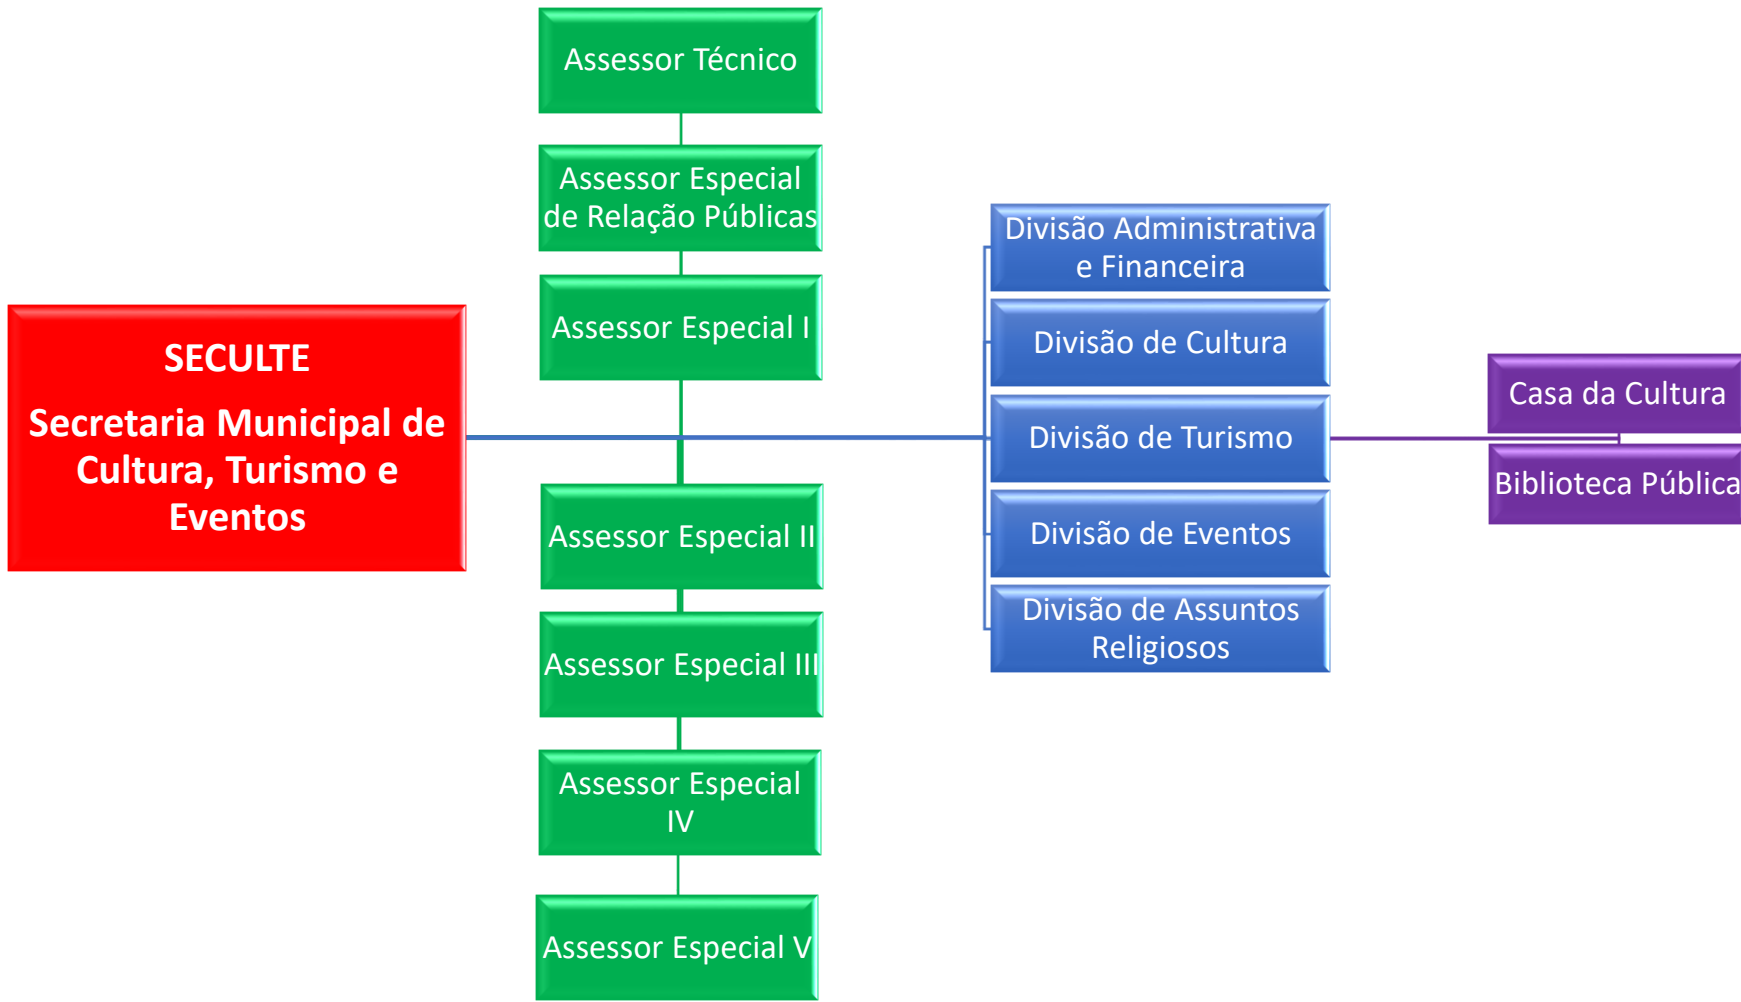 SECULTE
Secretaria Municipal de
Cultura, Turismo e
Eventos
Assessor Técnico
Assessor Especial
de Relação Públicas
Assessor Especial I
Assessor Especial II
Assessor Especial III
Assessor Especial
IV
Assessor Especial V
Divisão Administrativa
e Financeira
Divisão de Cultura
Divisão de Turismo
Divisão de Eventos
Divisão de Assuntos
Religiosos
Casa da Cultura
Biblioteca Pública